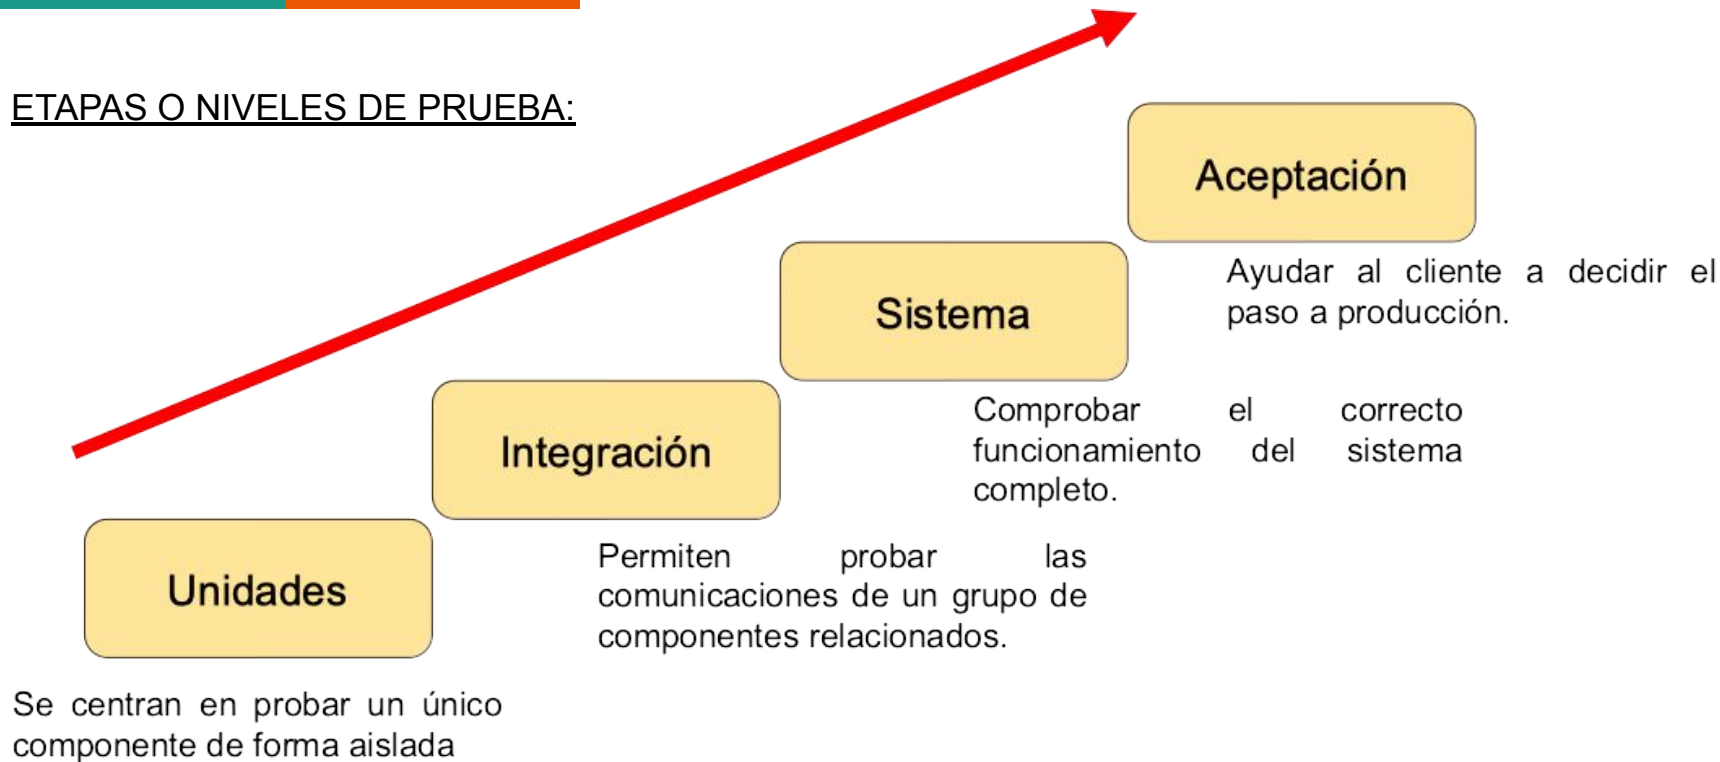 ETAPAS O NIVELES DE PRUEBA:
Aceptación
Ayudar al cliente a decidir el
paso a producción.
Sistema
Comprobar el correcto
funcionamiento del sistema
completo.
Integración
Permiten probar las
comunicaciones de un grupo de
componentes relacionados.
Unidades
Se centran en probar un único
componente de forma aislada